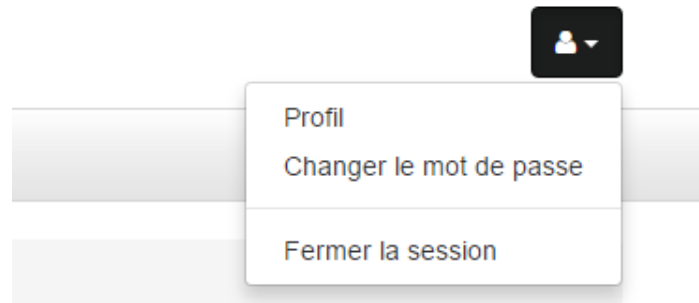 Profil
Changer le mot de passe
Fermer la session